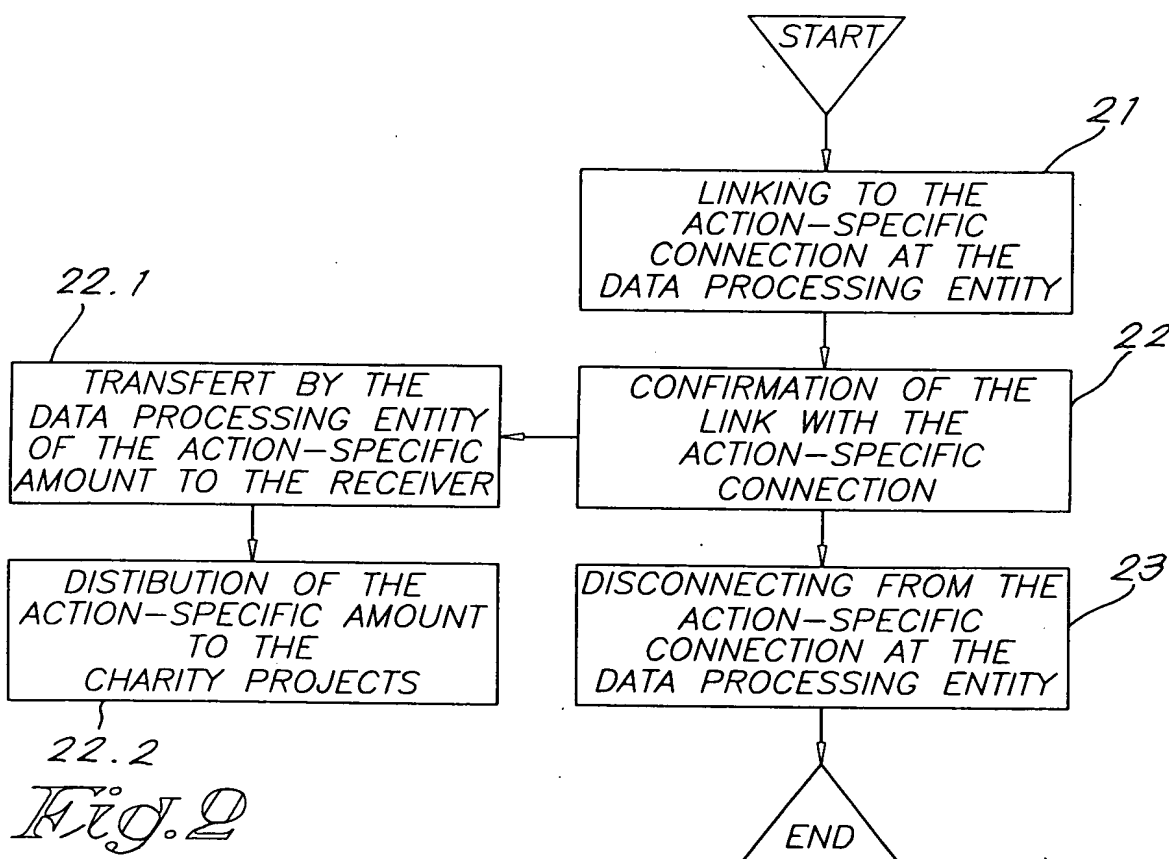 START
21
LINKING TO THE
ACTION-SPECIFIC
CONNECTION AT THE
DATA PROCESSING ENTITY
22.1
TRANSFERT BY THE
DATA PROCESSING ENTITY
OF THE ACTION-SPECIFIC
AMOUNT TO THE RECEIVER
22
CONFIRMATION OF THE
LINK WITH THE
ACTION-SPECIFIC
CONNECTION
DISTIBUTION OF THE
ACTION-SPECIFIC AMOUNT
TO THE
CHARITY PROJECTS
22.2
23
DISCONNECTING FROM THE
ACTION-SPECIFIC
CONNECTION AT THE
DATA PROCESSING ENTITY
Fig.2
END